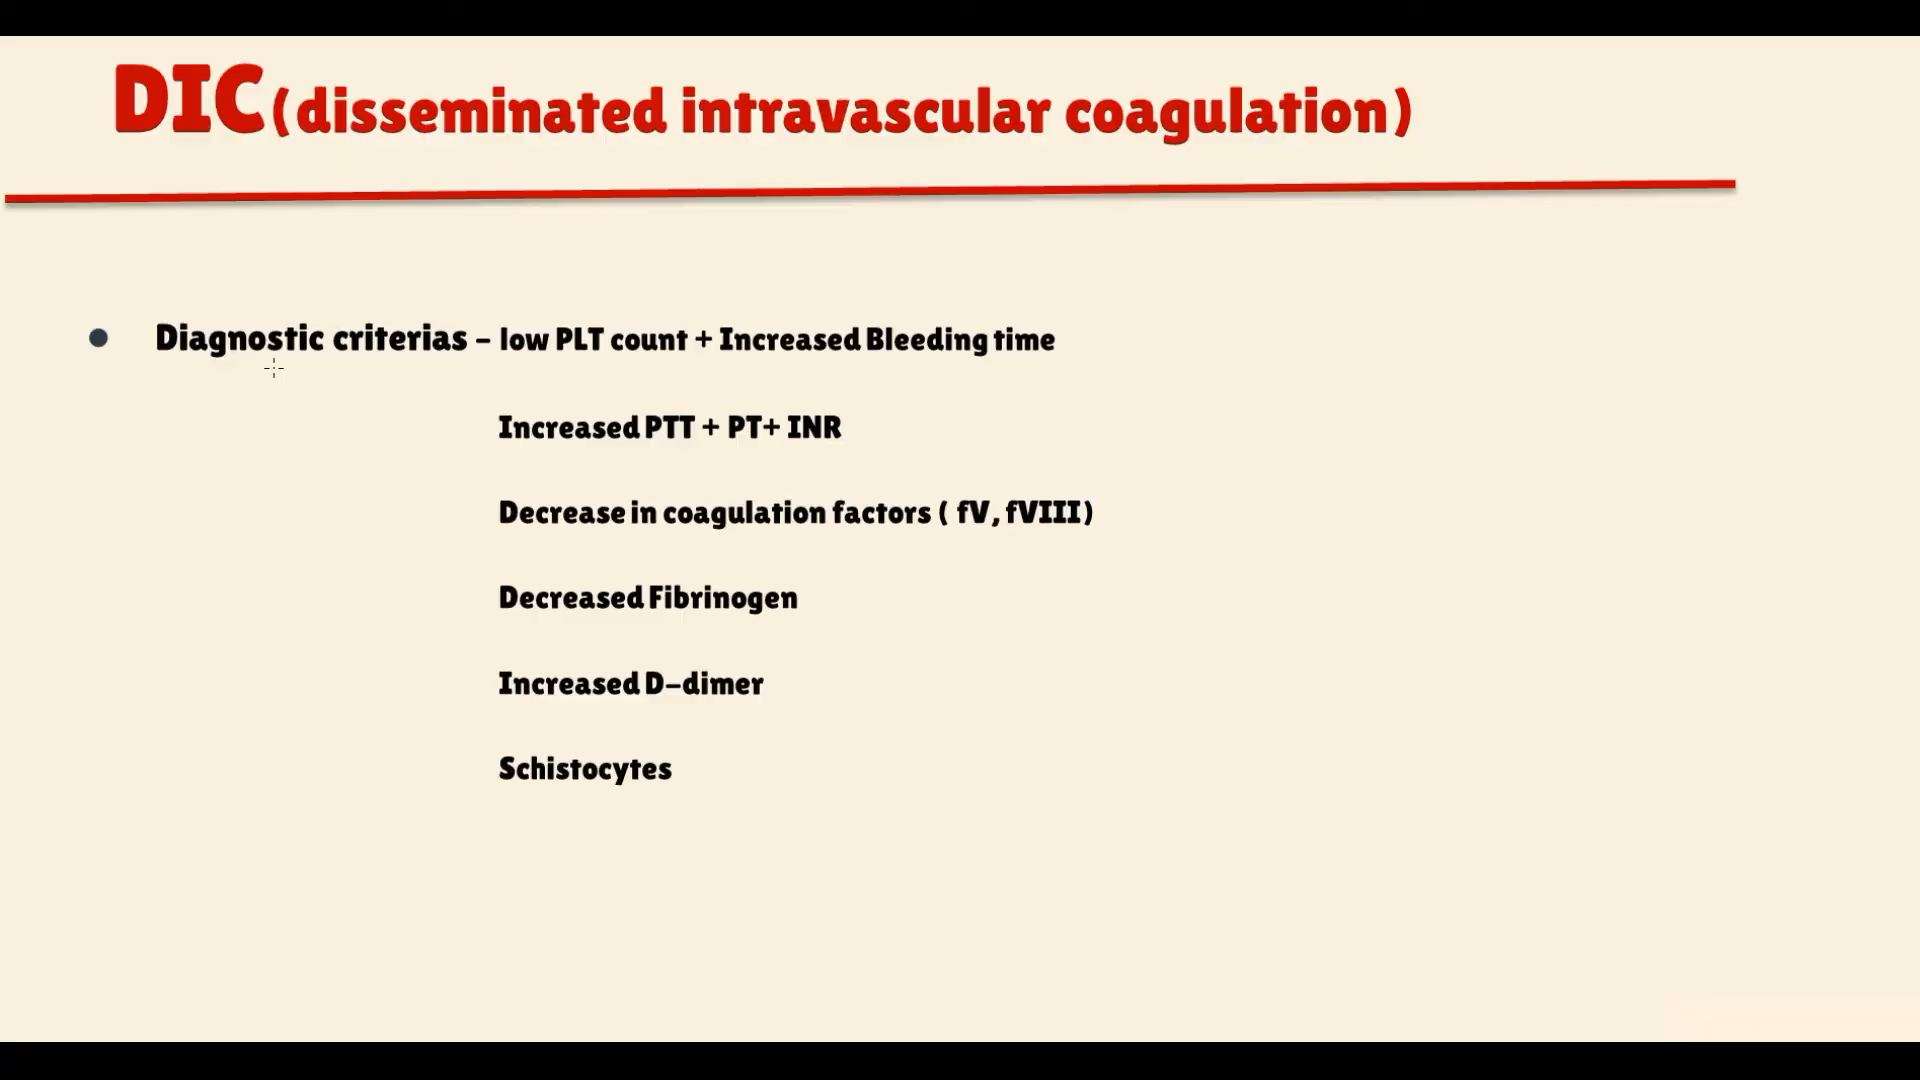 DIC(disseminated intravascular coagulation)
Diagnostic criterias – low PLT count + Increased Bleeding time
Increased PTT + PT+ INR
Decrease in coagulation factors ( fV, fVIII)
Decreased Fibrinogen
Increased D-dimer
Schistocytes